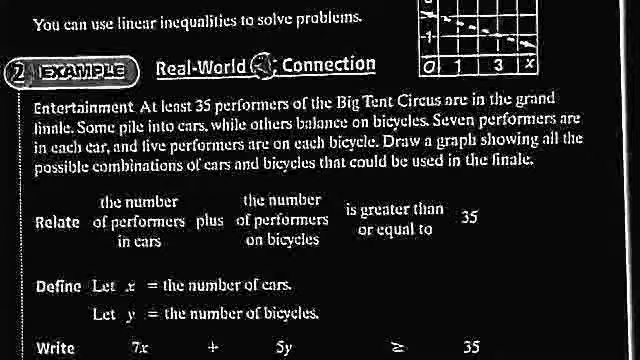 You can use linear inequalities to solve problems.
-1
O 1 3 x
2 EXAMPLE Real-World Connection
Entertainment At least 35 performers of the Big Tent Circus are in the grand
finale. Some pile into cars, while others balance on bicycles. Seven performers are
in each car, and five performers are on each bicycle. Draw a graph showing all the
possible combinations of cars and bicycles that could be used in the finale.
Relate the number of performers in cars plus the number of performers on bicycles is greater than or equal to 35
Define Let x = the number of cars.
Let y = the number of bicycles.
Write 7x + 5y ≥ 35